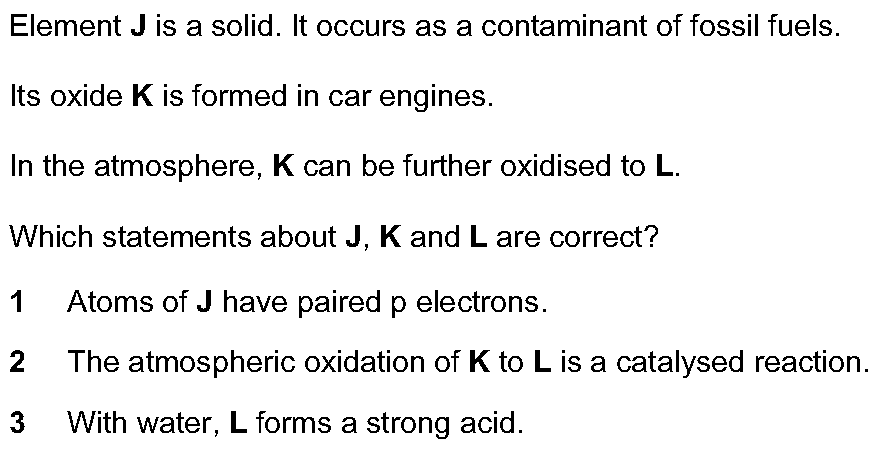 Element J is a solid. It occurs as a contaminant of fossil fuels.
Its oxide K is formed in car engines.
In the atmosphere, K can be further oxidised to L.
Which statements about J, K and L are correct?
1 Atoms of J have paired p electrons.
2 The atmospheric oxidation of K to L is a catalysed reaction.
3 With water, L forms a strong acid.